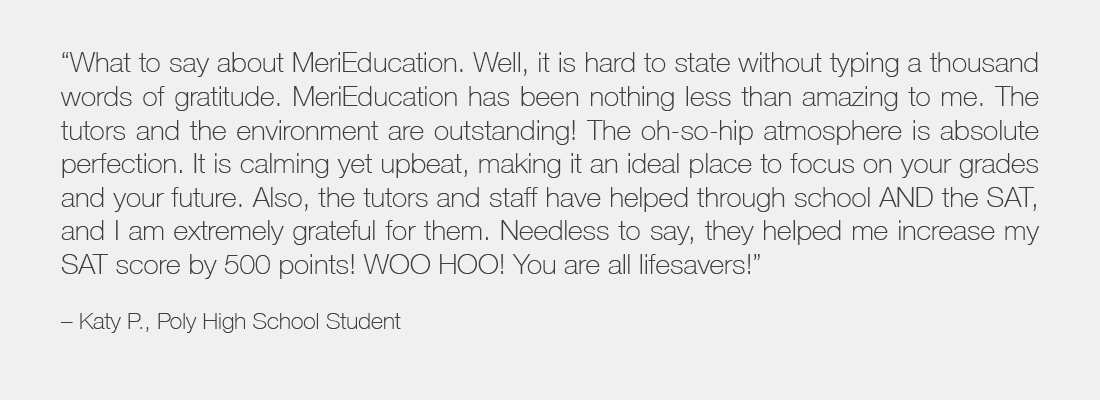 “What to say about MeriEducation. Well, it is hard to state without typing a thousand
words of gratitude. MeriEducation has been nothing less than amazing to me. The
tutors and the environment are outstanding! The oh-so-hip atmosphere is absolute
perfection. It is calming yet upbeat, making it an ideal place to focus on your grades
and your future. Also, the tutors and staff have helped through school AND the SAT,
and I am extremely grateful for them. Needless to say, they helped me increase my
SAT score by 500 points! WOO HOO! You are all lifesavers!”
– Katy P., Poly High School Student